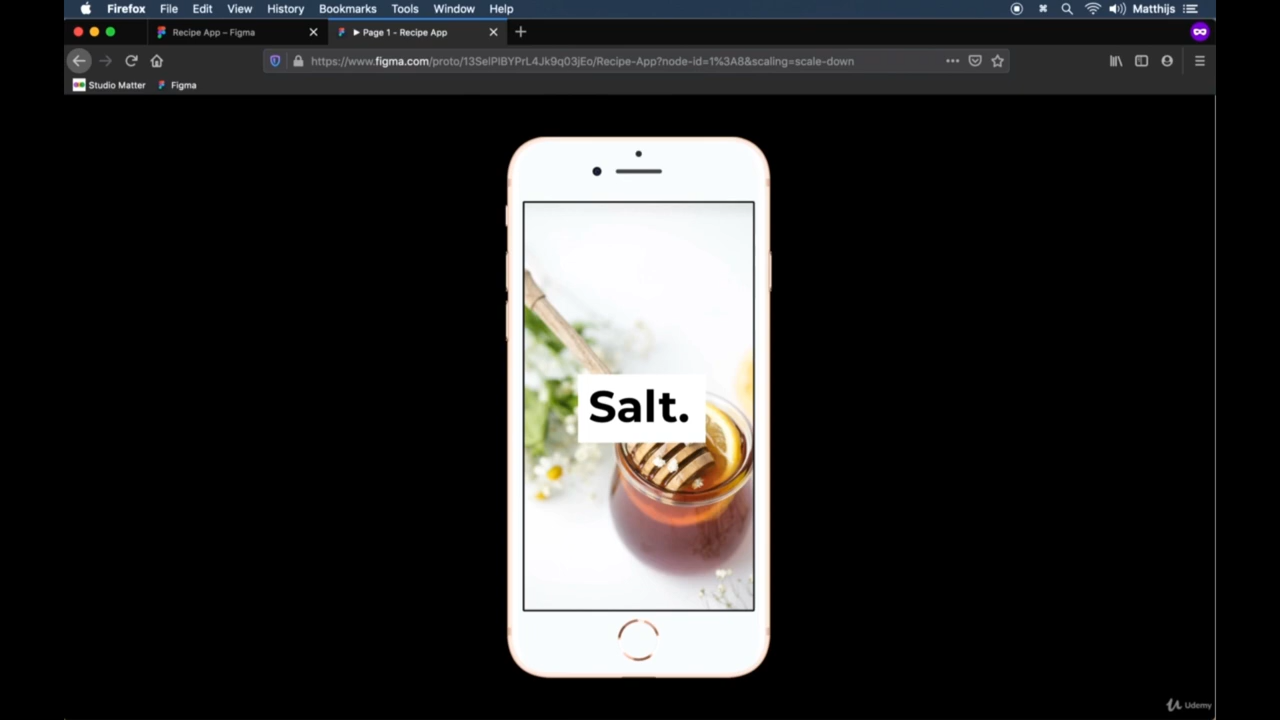 Firefox File Edit View History Bookmarks Tools Window Help Matthijs
Recipe App – Figma Page 1 - Recipe App
https://www.figma.com/proto/13SelPlBYPrL4Jk9q03jEo/Recipe-App?node-id=1%3A8&scaling=scale-down
Studio Matter Figma
Salt.
Udemy